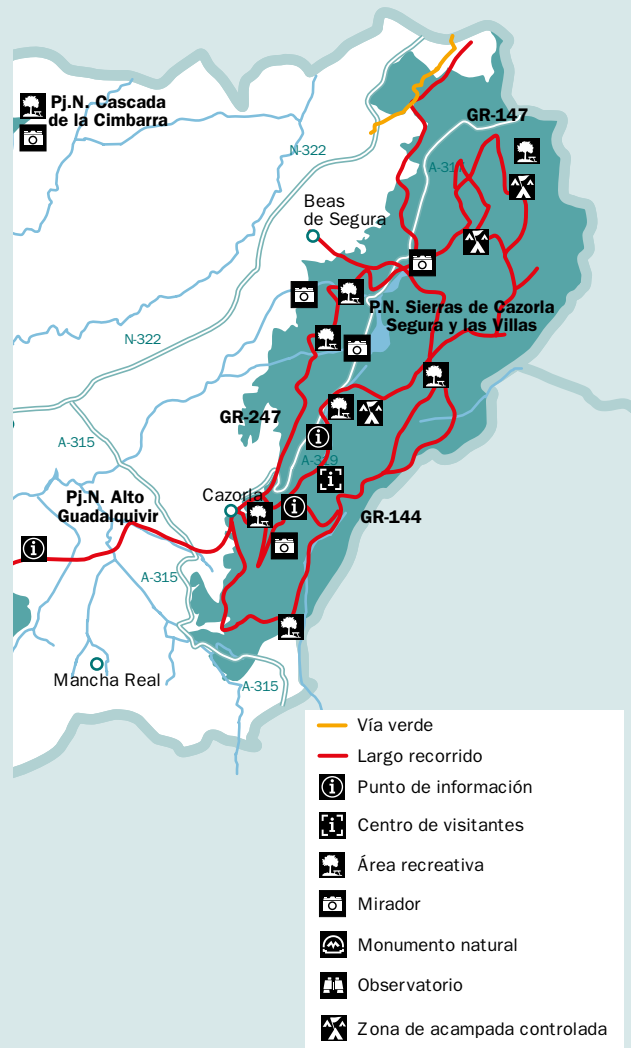 Pj.N. Cascada
de la Cimbarra
GR-147
N-322
A-317
Beas
de Segura
P.N. Sierras de Cazorla
Segura y las Villas
N-322
GR-247
A-315
A-319
Pj.N. Alto
Guadalquivir
Cazorla
GR-144
A-315
Mancha Real
A-315
Vía verde
Largo recorrido
Punto de información
Centro de visitantes
Área recreativa
Mirador
Monumento natural
Observatorio
Zona de acampada controlada